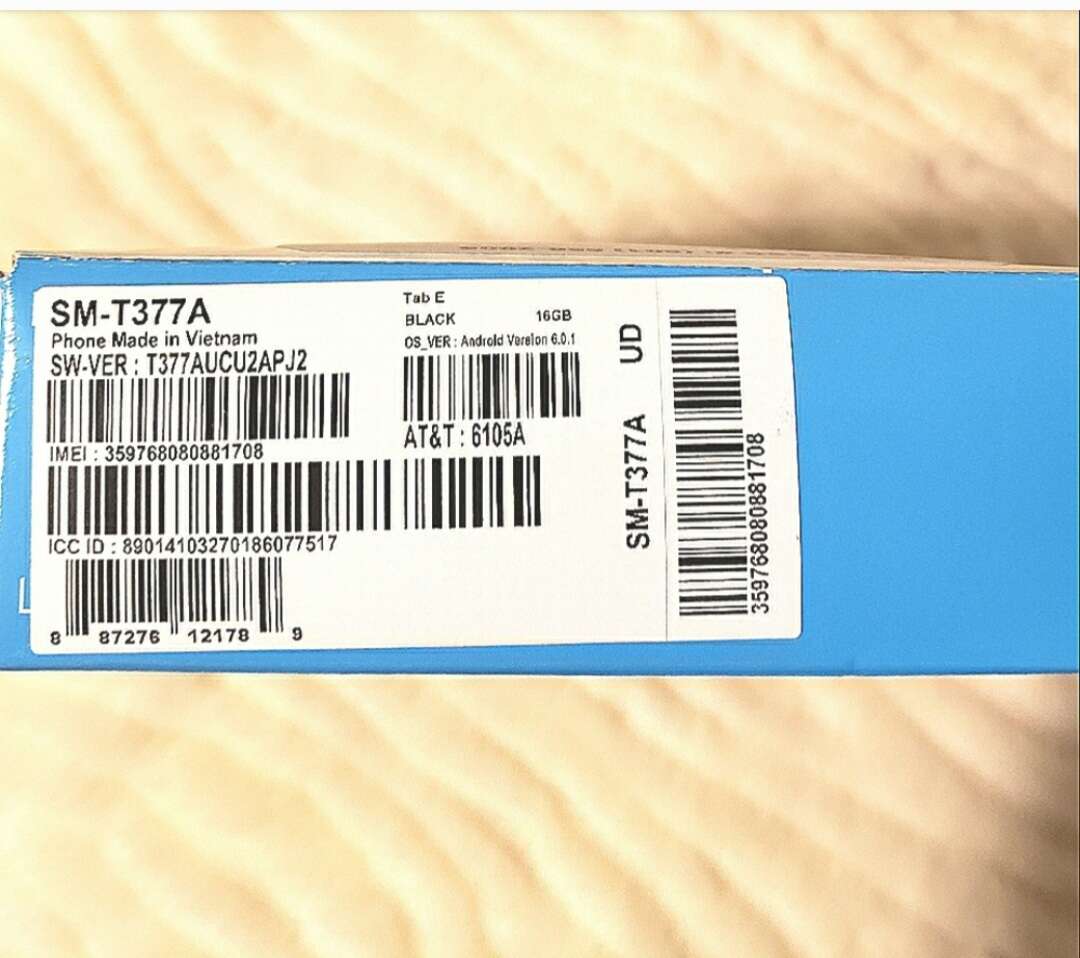 SM-T377A
Phone Made in Vietnam
SW-VER : T377AUCU2APJ2
IMEI : 359768080881708
ICC ID : 89014103270186077517
8 87276 12178 9
Tab E
BLACK 16GB
OS_VER : Android Version 6.0.1
AT&T : 6105A
SM-T377A UD
359768080881708